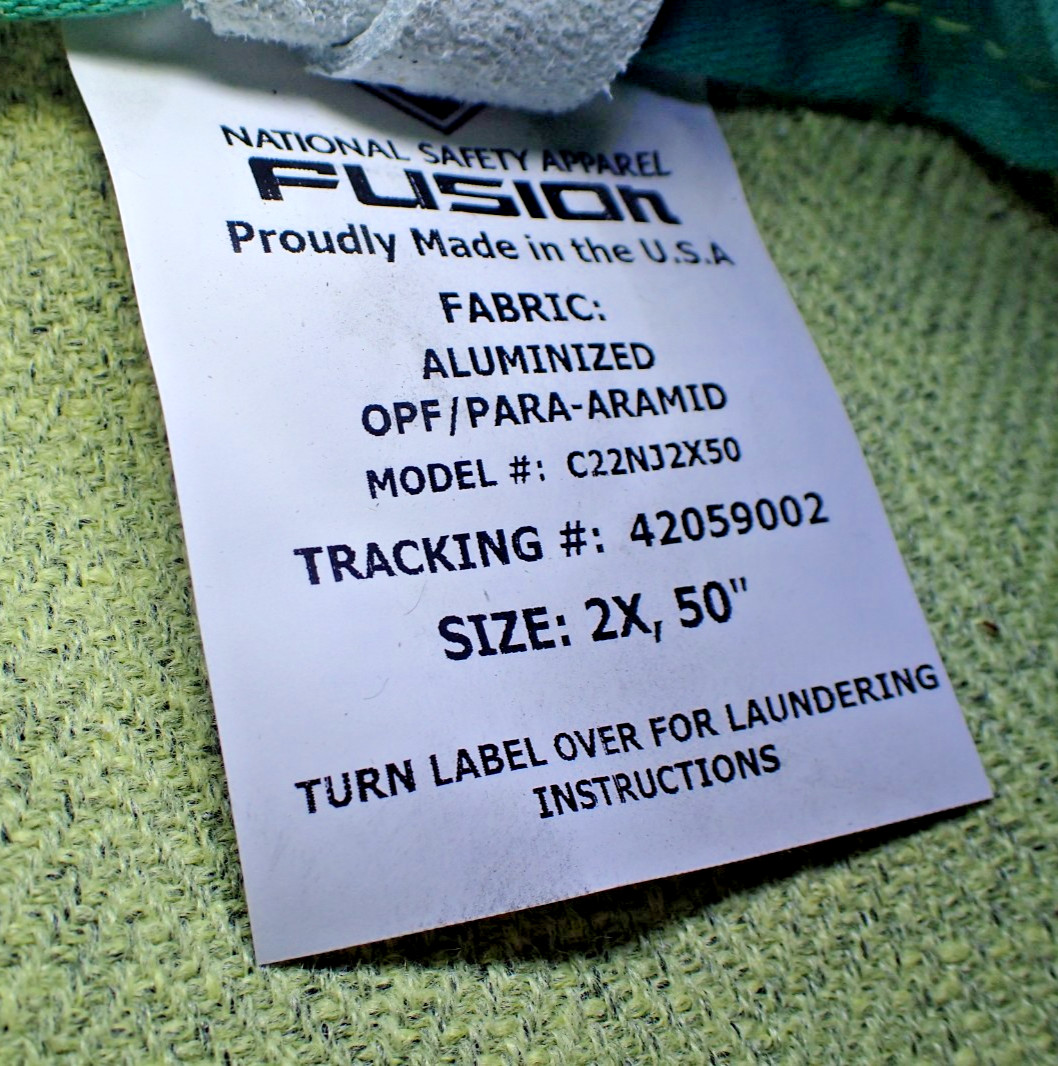 NATIONAL SAFETY APPAREL
FUSION
Proudly Made in the U.S.A
FABRIC:
ALUMINIZED
OPF/PARA-ARAMID
MODEL #: C22NJ2X50
TRACKING #: 42059002
SIZE: 2X, 50"
TURN LABEL OVER FOR LAUNDERING
INSTRUCTIONS